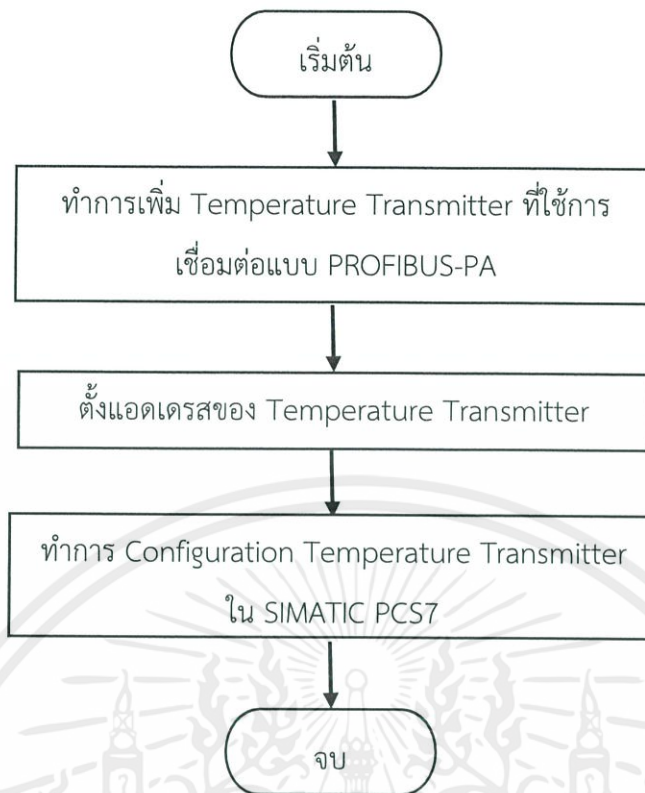 เริ่มต้น
ทำการเพิ่ม Temperature Transmitter ที่ใช้การ
เชื่อมต่อแบบ PROFIBUS-PA
ตั้งแอดเดรสของ Temperature Transmitter
ทำการ Configuration Temperature Transmitter
ใน SIMATIC PCS7
จบ